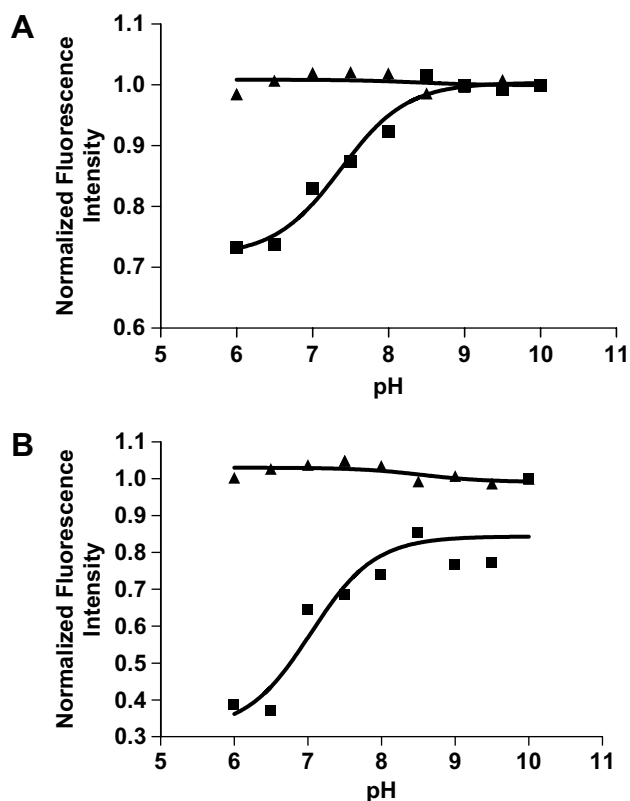 A
Normalized Fluorescence
Intensity
1.1
1.0
0.9
0.8
0.7
0.6
5 6 7 8 9 10 11
pH
B
Normalized Fluorescence
Intensity
1.1
1.0
0.9
0.8
0.7
0.6
0.5
0.4
0.3
5 6 7 8 9 10 11
pH